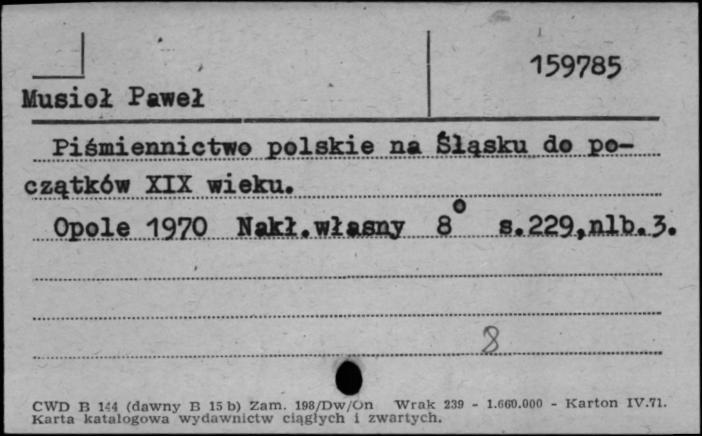 159785
Musioł Paweł
Piśmiennictwo polskie na Śląsku do po-
czątków XIX wieku.
Opole 1970 Nakł.własny 8° s.229,nlb.3.
8
CWD B 144 (dawny B 15 b) Zam. 198/Dw/On Wrak 239 - 1.660.000 - Karton IV.71.
Karta katalogowa wydawnictw ciągłych i zwartych.